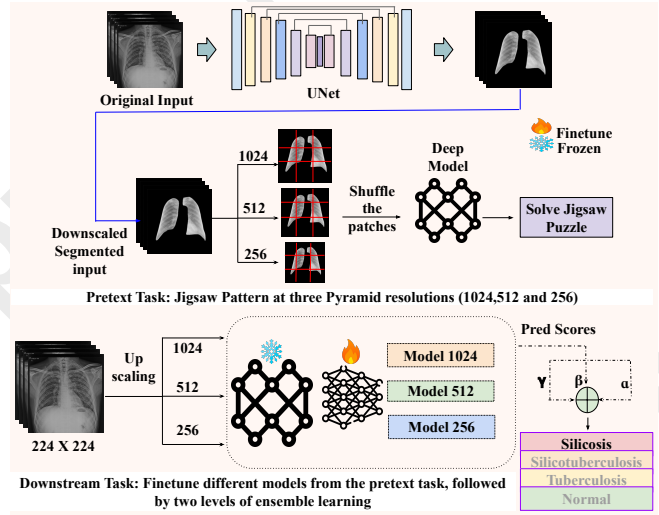 Original Input
UNet
Finetune
Frozen
1024
512
256
Shuffle
the
patches
Deep
Model
Solve Jigsaw
Puzzle
Downscaled
Segmented
input
Pretext Task: Jigsaw Pattern at three Pyramid resolutions (1024,512 and 256)
Up
scaling
1024
512
256
224 X 224
Model 1024
Model 512
Model 256
Pred Scores
γ
β
α
Silicosis
Silicotuberculosis
Tuberculosis
Normal
Downstream Task: Finetune different models from the pretext task, followed
by two levels of ensemble learning